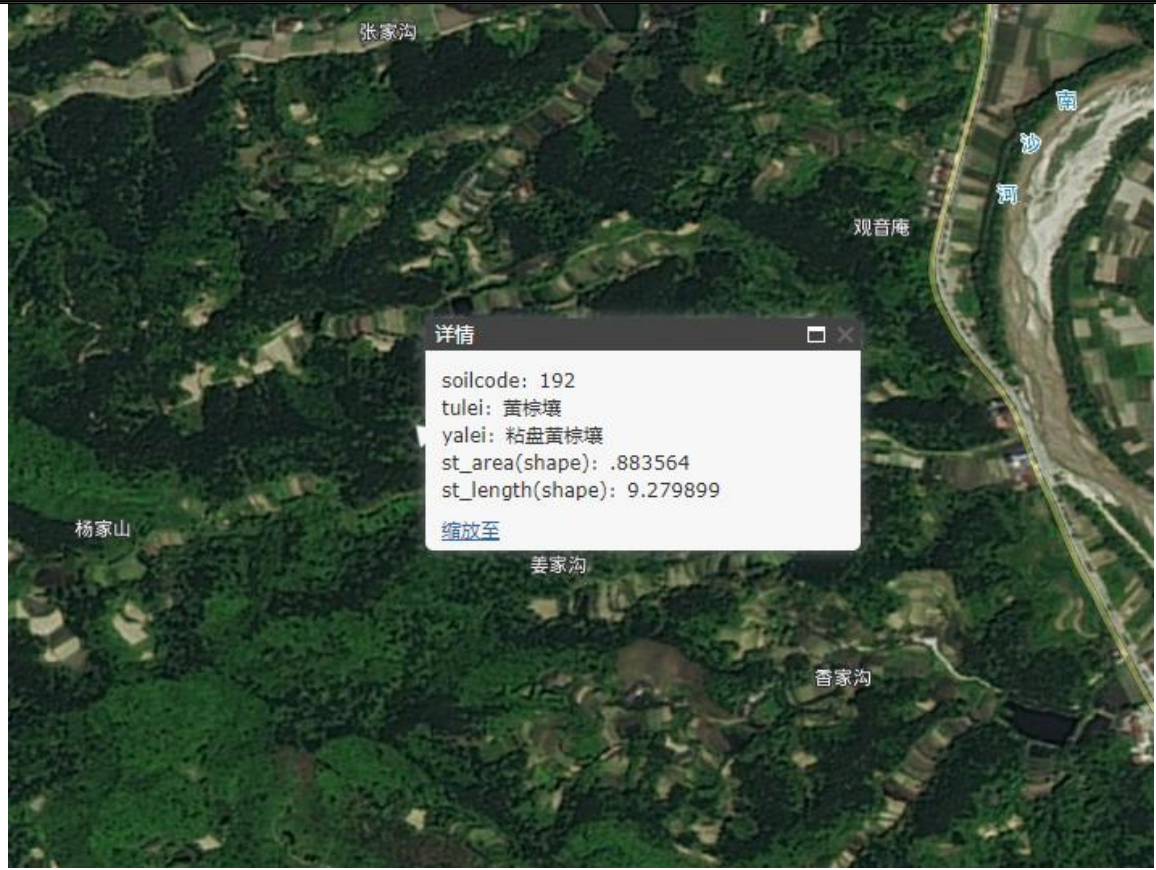 张家沟
南
沙
河
观音庵
详情
soilcode: 192
tulei: 黄棕壤
yalei: 粘盘黄棕壤
st_area(shape): .883564
st_length(shape): 9.279899
缩放至
杨家山
姜家沟
香家沟